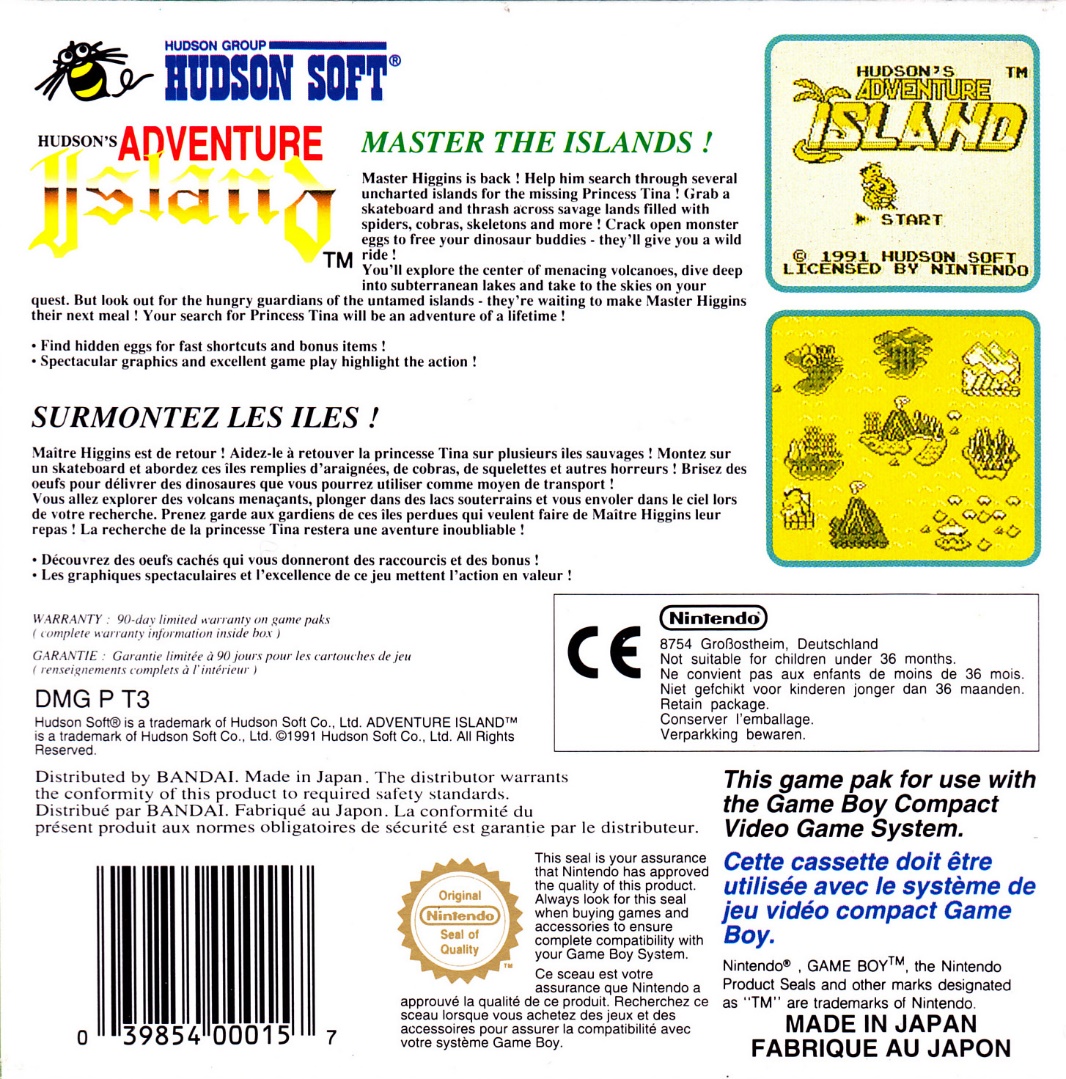 HUDSON GROUP
HUDSON SOFT®
HUDSON'S ADVENTURE
Island
TM
MASTER THE ISLANDS !
Master Higgins is back ! Help him search through several
uncharted islands for the missing Princess Tina ! Grab a
skateboard and thrash across savage lands filled with
spiders, cobras, skeletons and more ! Crack open monster
eggs to free your dinosaur buddies - they'll give you a wild
ride !
You'll explore the center of menacing volcanoes, dive deep
into subterranean lakes and take to the skies on your
quest. But look out for the hungry guardians of the untamed islands - they're waiting to make Master Higgins
their next meal ! Your search for Princess Tina will be an adventure of a lifetime !
• Find hidden eggs for fast shortcuts and bonus items !
• Spectacular graphics and excellent game play highlight the action !
HUDSON'S TM
ADVENTURE
ISLAND
START
© 1991 HUDSON SOFT
LICENSED BY NINTENDO
SURMONTEZ LES ILES !
Maitre Higgins est de retour ! Aidez-le à retouver la princesse Tina sur plusieurs iles sauvages ! Montez sur
un skateboard et abordez ces îles remplies d'araignées, de cobras, de squelettes et autres horreurs ! Brisez des
oeufs pour délivrer des dinosaures que vous pourrez utiliser comme moyen de transport !
Vous allez explorer des volcans menaçants, plonger dans des lacs souterrains et vous envoler dans le ciel lors
de votre recherche. Prenez garde aux gardiens de ces îles perdues qui veulent faire de Maitre Higgins leur
repas ! La recherche de la princesse Tina restera une aventure inoubliable !
• Découvrez des oeufs cachés qui vous donneront des raccourcis et des bonus !
• Les graphiques spectaculaires et l'excellence de ce jeu mettent l'action en valeur !
WARRANTY : 90-day limited warranty on game paks
( complete warranty information inside box )
GARANTIE : Garantie limitée à 90 jours pour les cartouches de jeu
( renseignements complets à l'intérieur )
DMG P T3
Hudson Soft® is a trademark of Hudson Soft Co., Ltd. ADVENTURE ISLAND™
is a trademark of Hudson Soft Co., Ltd. ©1991 Hudson Soft Co., Ltd. All Rights
Reserved.
CE
Nintendo®
8754 Großostheim, Deutschland
Not suitable for children under 36 months.
Ne convient pas aux enfants de moins de 36 mois.
Niet gefchikt voor kinderen jonger dan 36 maanden.
Retain package.
Conserver l'emballage.
Verparkking bewaren.
Distributed by BANDAI. Made in Japan. The distributor warrants
the conformity of this product to required safety standards.
Distribué par BANDAI. Fabriqué au Japon. La conformité du
présent produit aux normes obligatoires de sécurité est garantie par le distributeur.
This game pak for use with
the Game Boy Compact
Video Game System.
Cette cassette doit être
utilisée avec le système de
jeu vidéo compact Game
Boy.
0 39854 00015 7
Original
Nintendo
Seal of
Quality
TM
This seal is your assurance
that Nintendo has approved
the quality of this product.
Always look for this seal
when buying games and
accessories to ensure
complete compatibility with
your Game Boy System.
Ce sceau est votre
assurance que Nintendo a
approuvé la qualité de ce produit. Recherchez ce
sceau lorsque vous achetez des jeux et des
accessoires pour assurer la compatibilité avec
votre système Game Boy.
Nintendo® , GAME BOY™, the Nintendo
Product Seals and other marks designated
as "TM" are trademarks of Nintendo.
MADE IN JAPAN
FABRIQUE AU JAPON